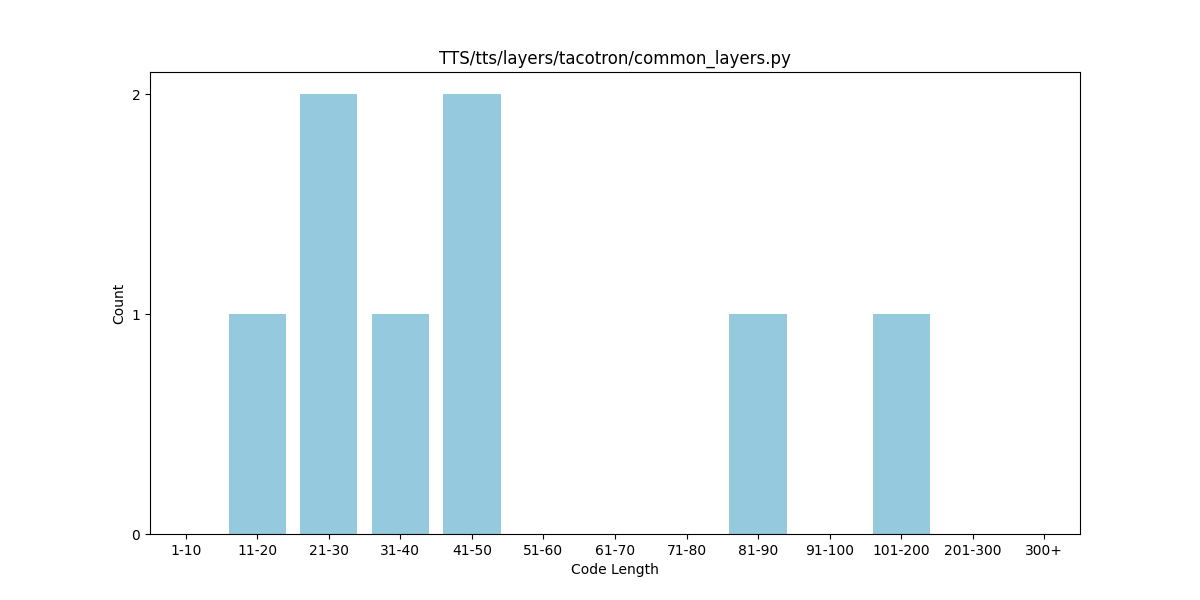 TTS/tts/layers/tacotron/common_layers.py
2
1
0
Count
1-10 11-20 21-30 31-40 41-50 51-60 61-70 71-80 81-90 91-100 101-200 201-300 300+
Code Length